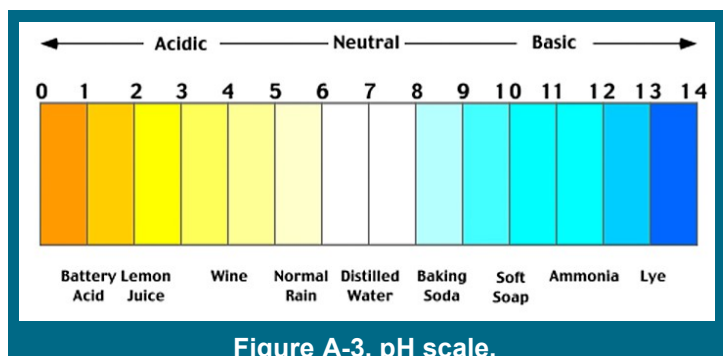 Acidic Neutral Basic
0 1 2 3 4 5 6 7 8 9 10 11 12 13 14
Battery Lemon Wine Normal Distilled Baking Soft Ammonia Lye
Acid Juice Rain Water Soda Soap
Figure A-3. pH scale.